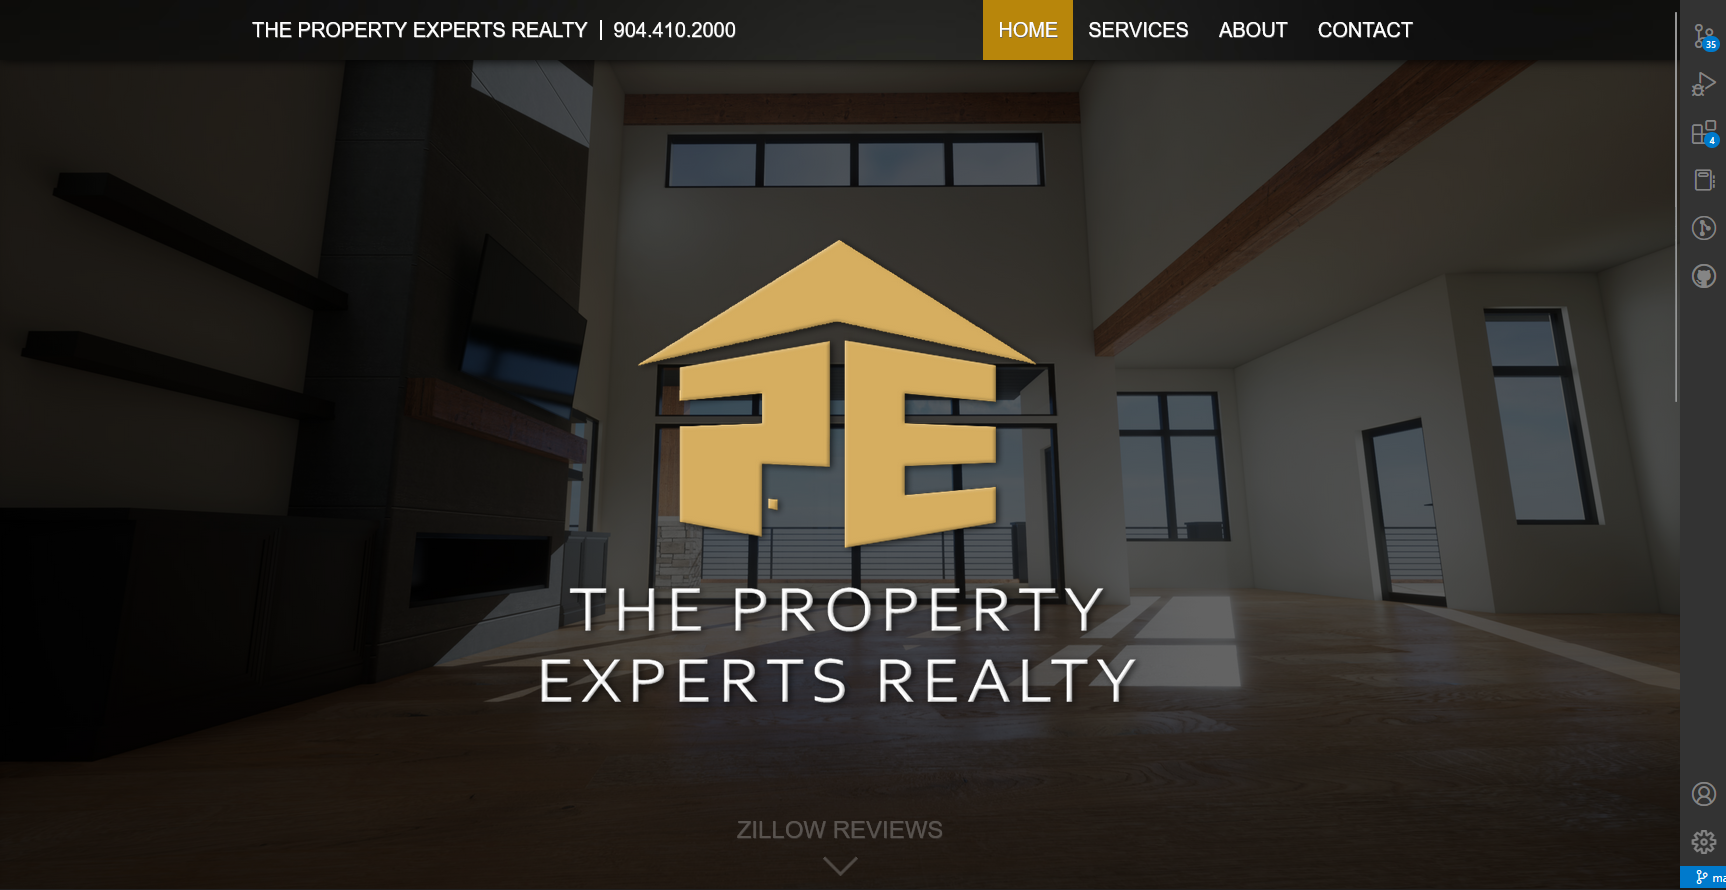 THE PROPERTY EXPERTS REALTY | 904.410.2000
HOME SERVICES ABOUT CONTACT
35
4
P.E
THE PROPERTY
EXPERTS REALTY
ZILLOW REVIEWS